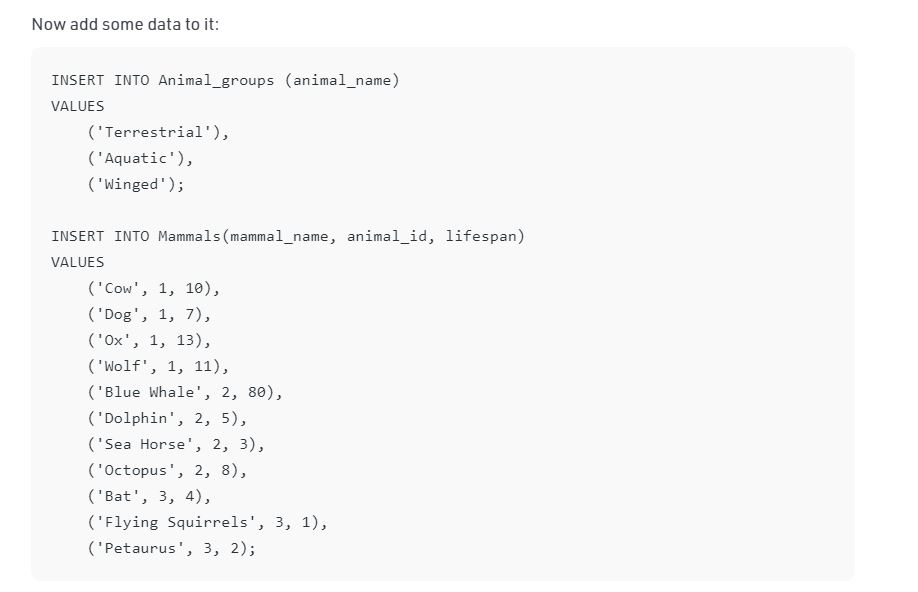 Now add some data to it:
INSERT INTO Animal_groups (animal_name)
VALUES
('Terrestrial'),
('Aquatic'),
('Winged');
INSERT INTO Mammals(mammal_name, animal_id, lifespan)
VALUES
('Cow', 1, 10),
('Dog', 1, 7),
('Ox', 1, 13),
('Wolf', 1, 11),
('Blue Whale', 2, 80),
('Dolphin', 2, 5),
('Sea Horse', 2, 3),
('Octopus', 2, 8),
('Bat', 3, 4),
('Flying Squirrels', 3, 1),
('Petaurus', 3, 2);